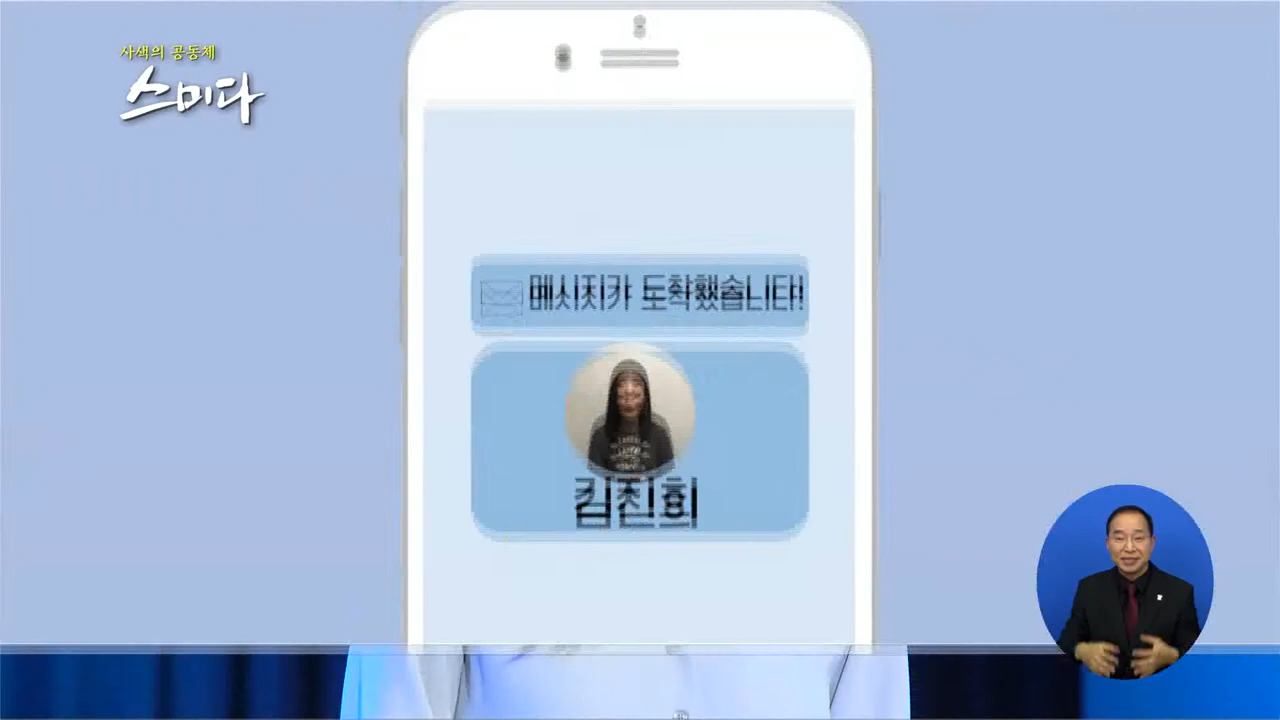 사색의 공동체
스미다
메시지가 도착했습니다!
김진희